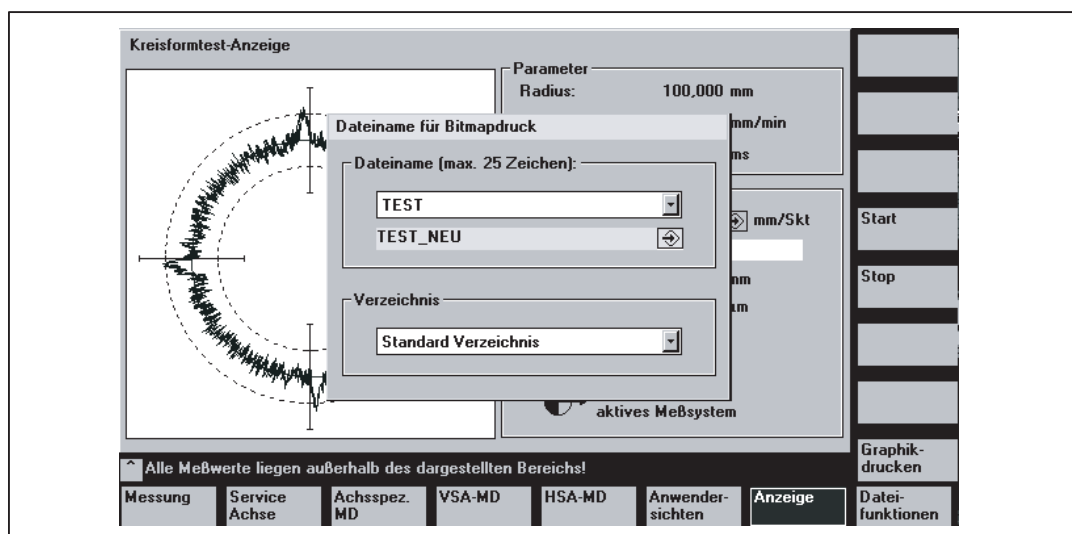 Kreisformtest-Anzeige
Parameter
Radius: 100,000 mm
mm/min
ms
Dateiname für Bitmapdruck
Dateiname (max. 25 Zeichen):
TEST
TEST_NEU
mm/Skt
mm
Verzeichnis
Standard Verzeichnis
aktives Meßsystem
Start
Stop
Graphik-
drucken
^ Alle Meßwerte liegen außerhalb des dargestellten Bereichs!
Messung
Service
Achse
Achsspez.
MD
VSA-MD
HSA-MD
Anwender-
sichten
Anzeige
Datei-
funktionen